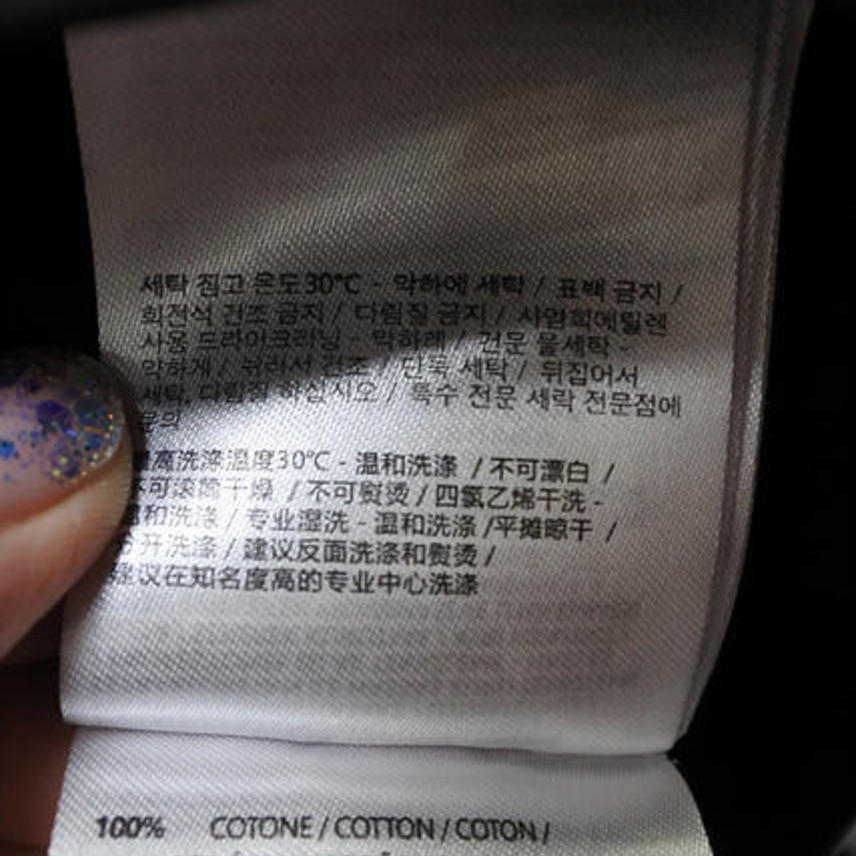 세탁 최고 온도30°C - 약하에 세탁 / 표백 금지 /
회전식 건조 금지 / 다림질 금지 / 사염화에틸렌
사용 드라이크리닝 - 약하레 / 전문 물세탁 -
약하게 / 뉘러서 건조 / 단독 세탁 / 뒤집어서
세탁, 다림질 하십시오 / 특수 전문 세탁 전문점에
문의
高洗涤温度30°C - 温和洗涤 / 不可漂白 /
不可滚筒干燥 / 不可熨烫 / 四氯乙烯干洗 -
和洗涤 / 专业湿洗 - 温和洗涤 /平摊晾干 /
开洗涤 / 建议反面洗涤和熨烫 /
建议在知名度高的专业中心洗涤
100% COTONE / COTTON / COTON /